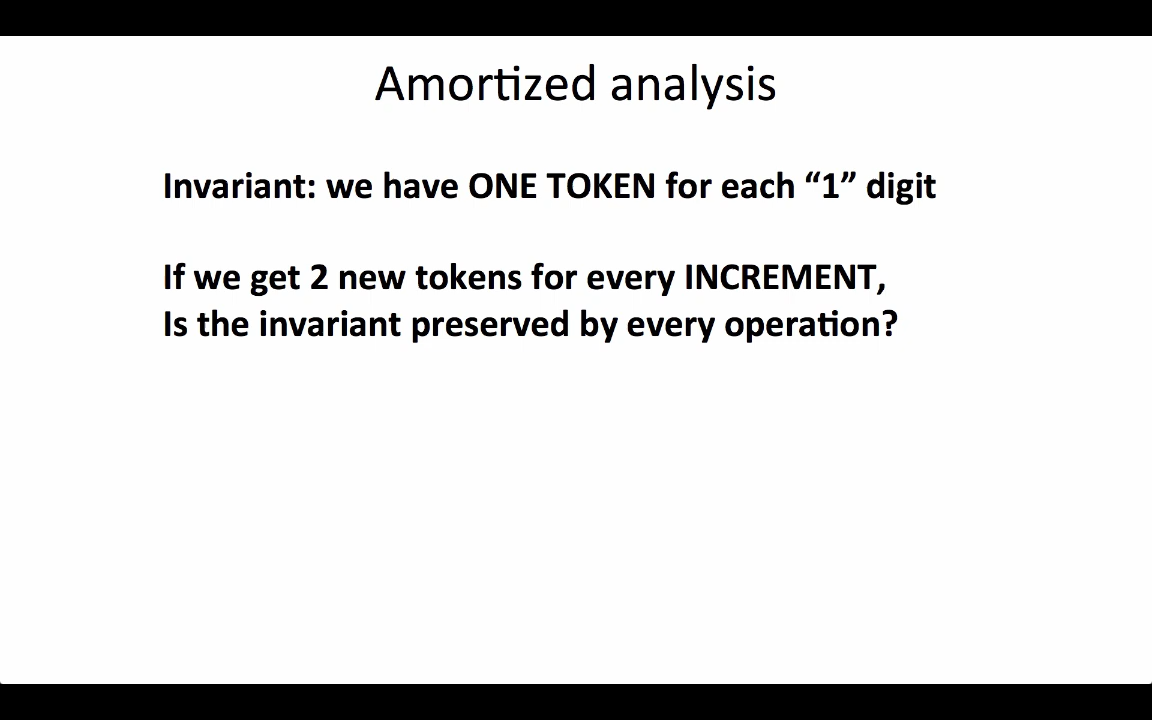 Amortized analysis
Invariant: we have ONE TOKEN for each “1” digit
If we get 2 new tokens for every INCREMENT,
Is the invariant preserved by every operation?